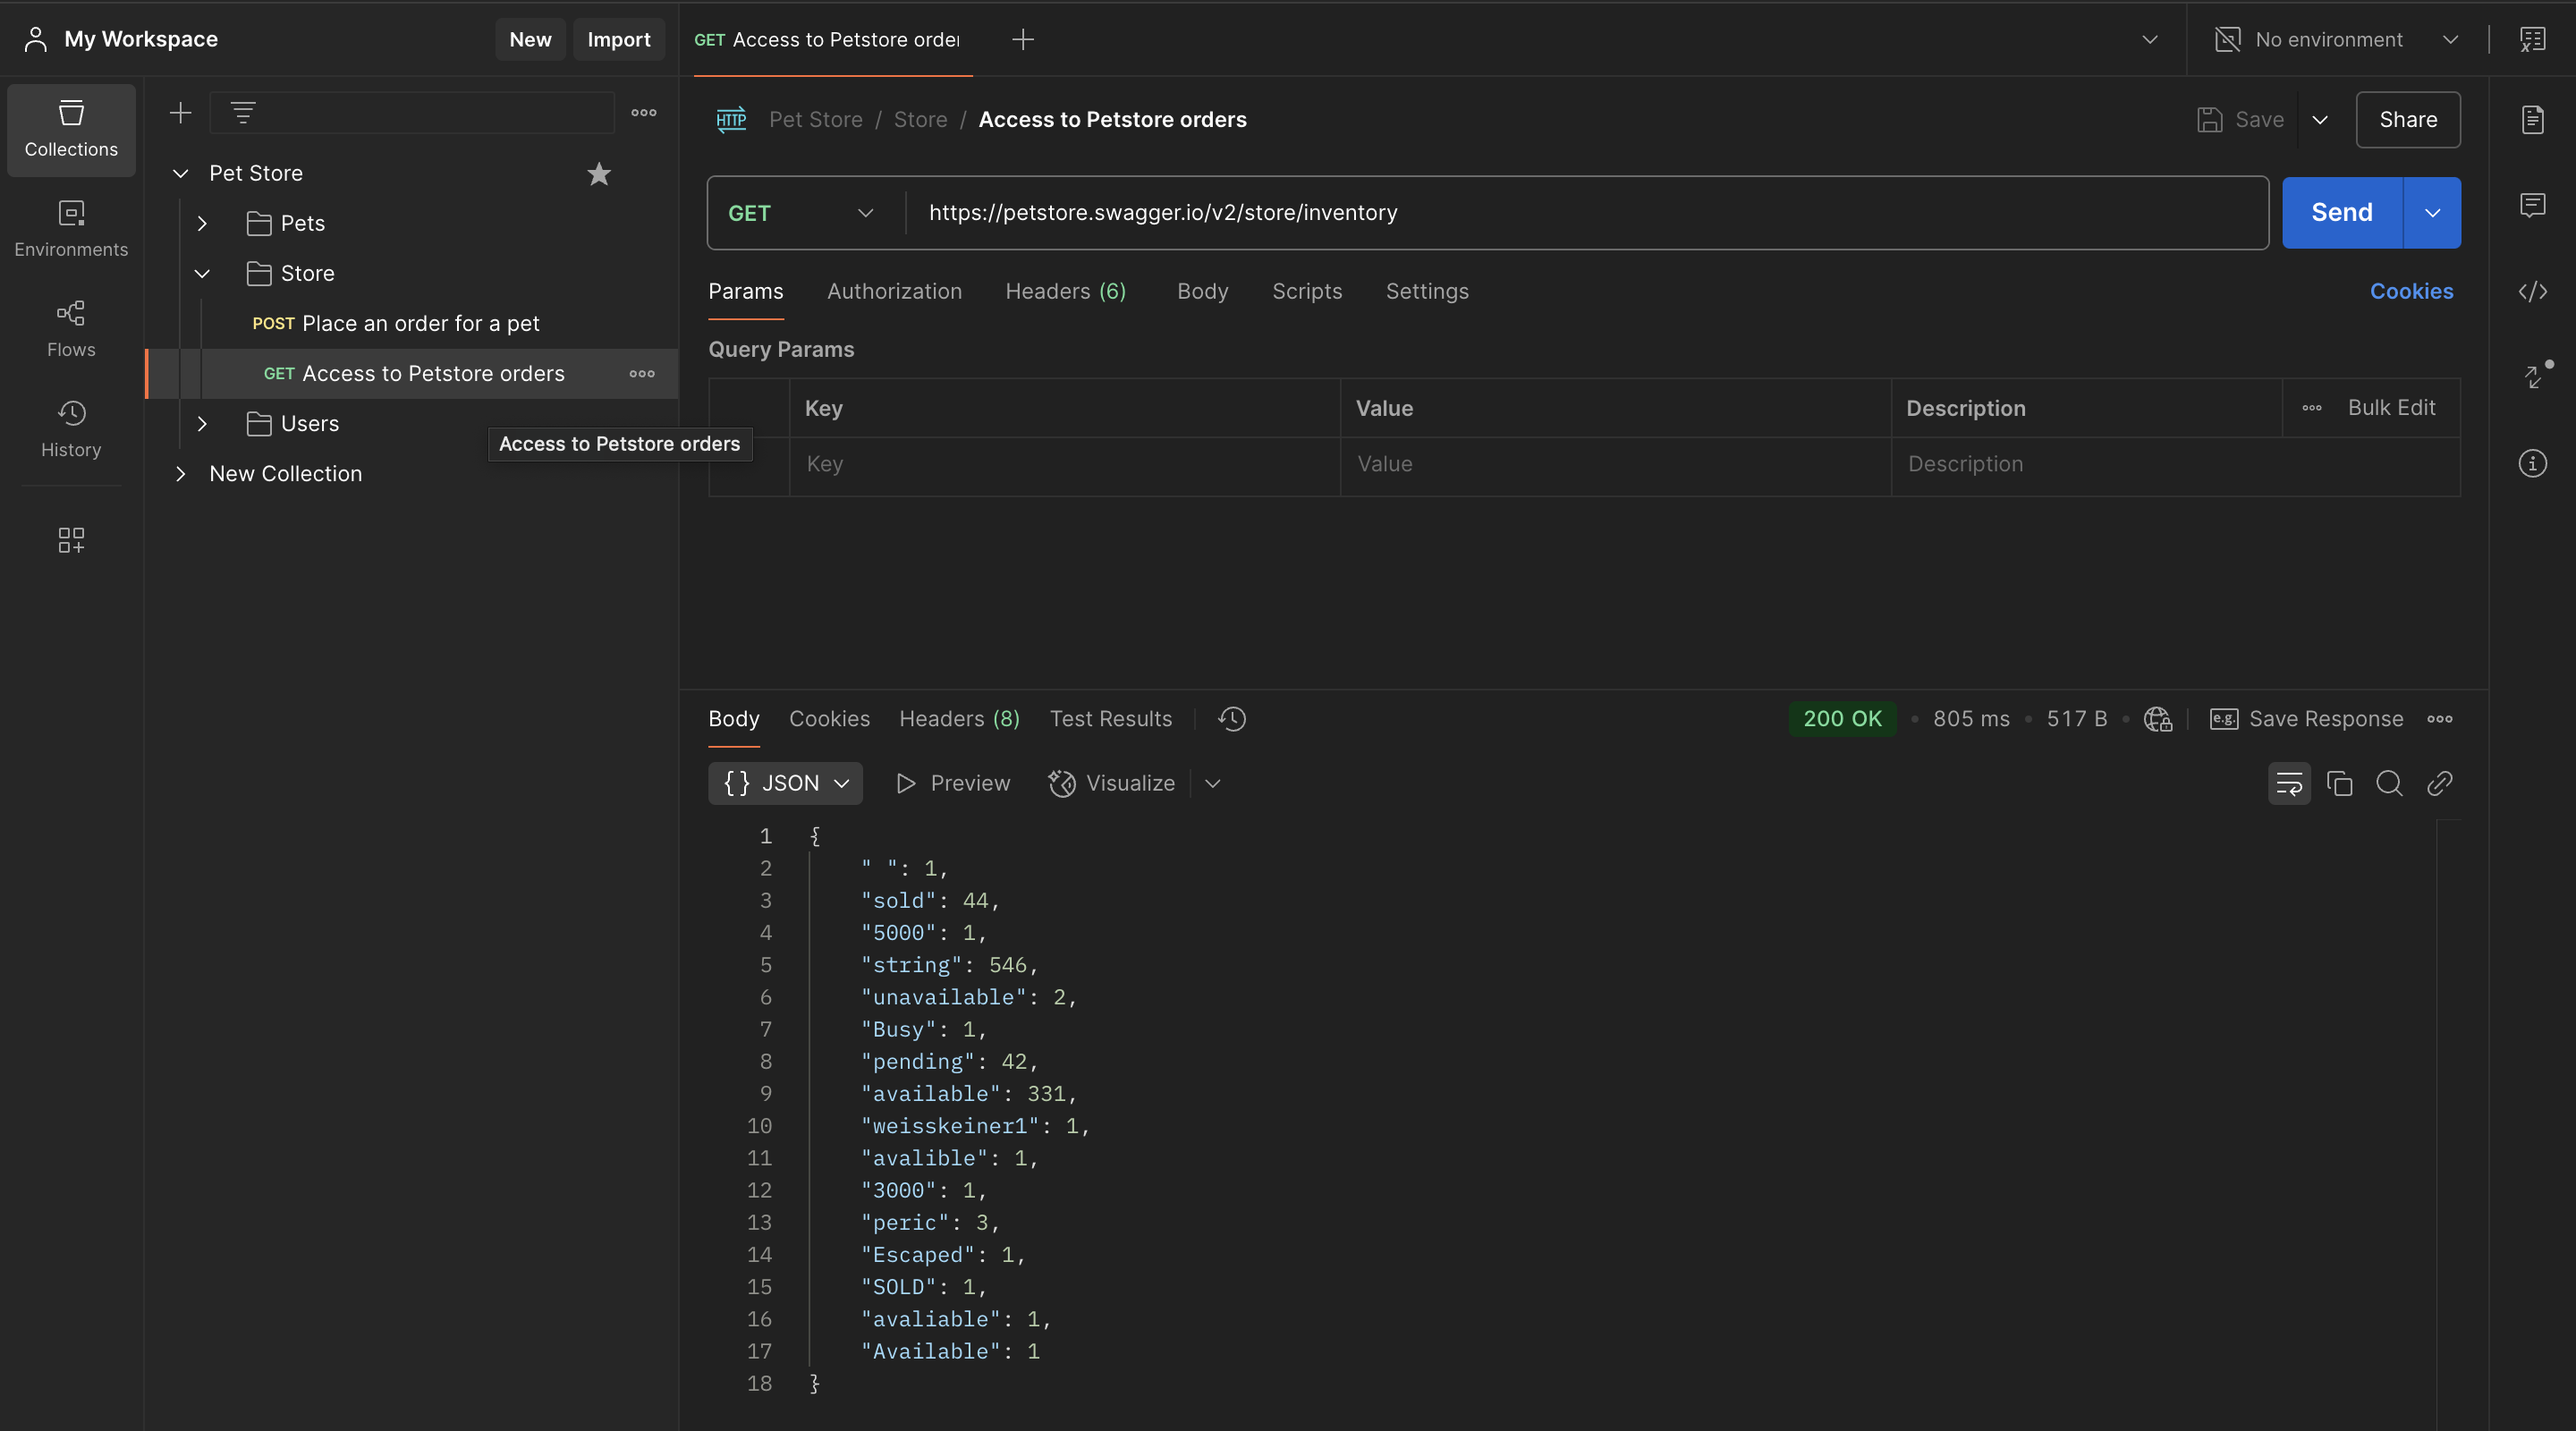 My Workspace
New
Import
GET Access to Petstore order
No environment
Collections
Environments
Flows
History
Pet Store
Pets
Store
POST Place an order for a pet
GET Access to Petstore orders
Users
New Collection
Access to Petstore orders
HTTP Pet Store / Store / Access to Petstore orders
Save
Share
GET
https://petstore.swagger.io/v2/store/inventory
Send
Params
Authorization
Headers (6)
Body
Scripts
Settings
Cookies
Query Params
Key
Value
Description
Bulk Edit
Key
Value
Description
Body
Cookies
Headers (8)
Test Results
200 OK
805 ms
517 B
e.g. Save Response
{} JSON
Preview
Visualize
1 {
2 " ": 1,
3 "sold": 44,
4 "5000": 1,
5 "string": 546,
6 "unavailable": 2,
7 "Busy": 1,
8 "pending": 42,
9 "available": 331,
10 "weisskeiner1": 1,
11 "avalible": 1,
12 "3000": 1,
13 "peric": 3,
14 "Escaped": 1,
15 "SOLD": 1,
16 "avaliable": 1,
17 "Available": 1
18 }